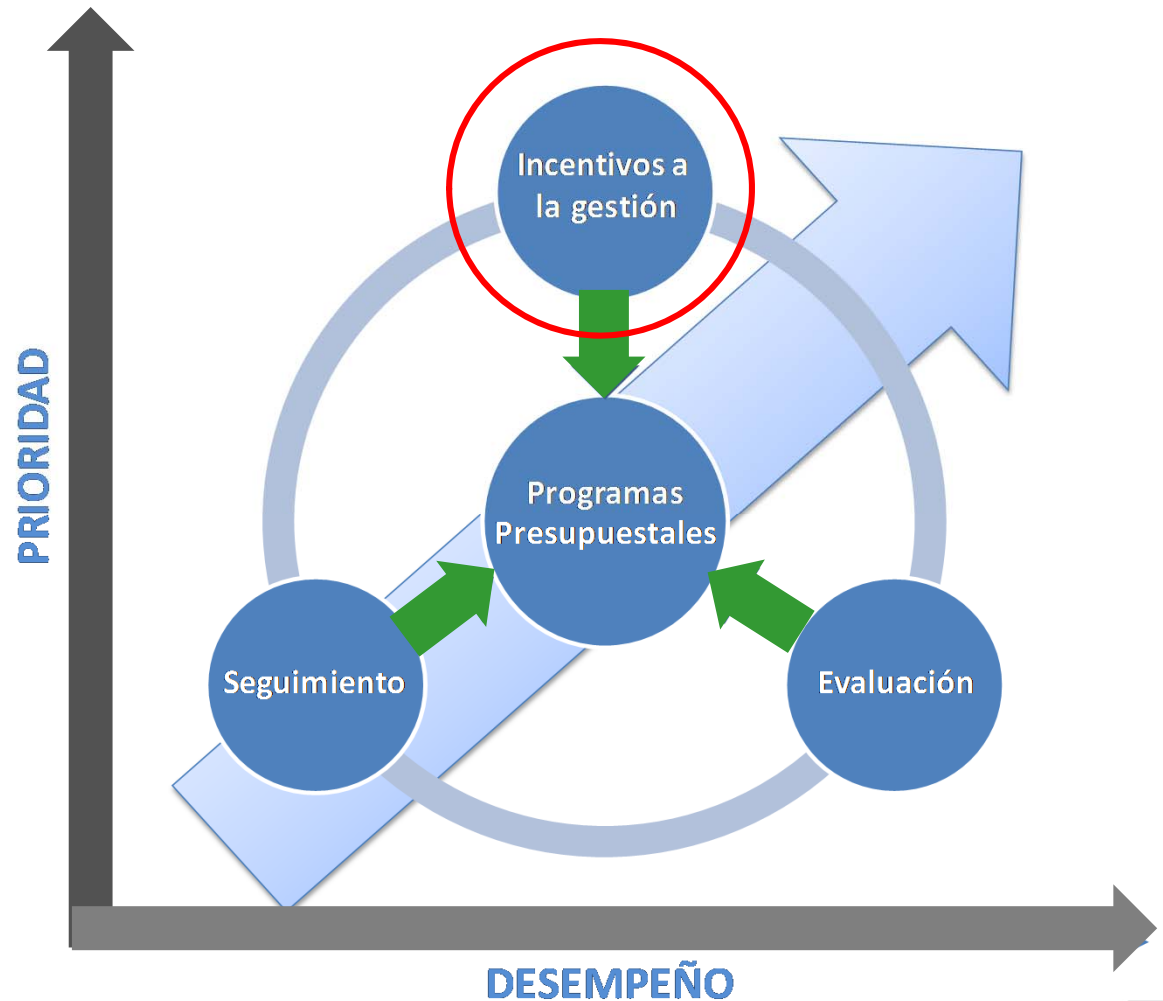 Incentivos a
la gestión
PRIORIDAD
Programas
Presupuestales
Seguimiento
Evaluación
DESEMPEÑO